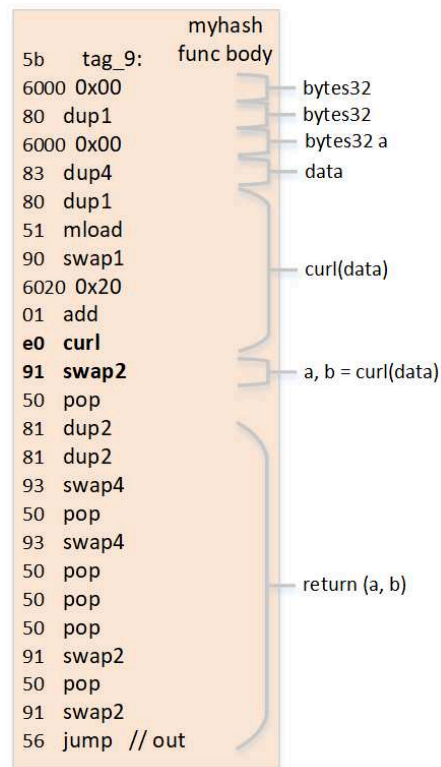 myhash
5b tag_9: func body
6000 0x00
bytes32
80 dup1
bytes32
6000 0x00
bytes32 a
83 dup4
data
80 dup1
51 mload
90 swap1
curl(data)
6020 0x20
01 add
e0 curl
91 swap2
a, b = curl(data)
50 pop
81 dup2
81 dup2
93 swap4
50 pop
93 swap4
50 pop
return (a, b)
50 pop
50 pop
91 swap2
50 pop
91 swap2
56 jump // out